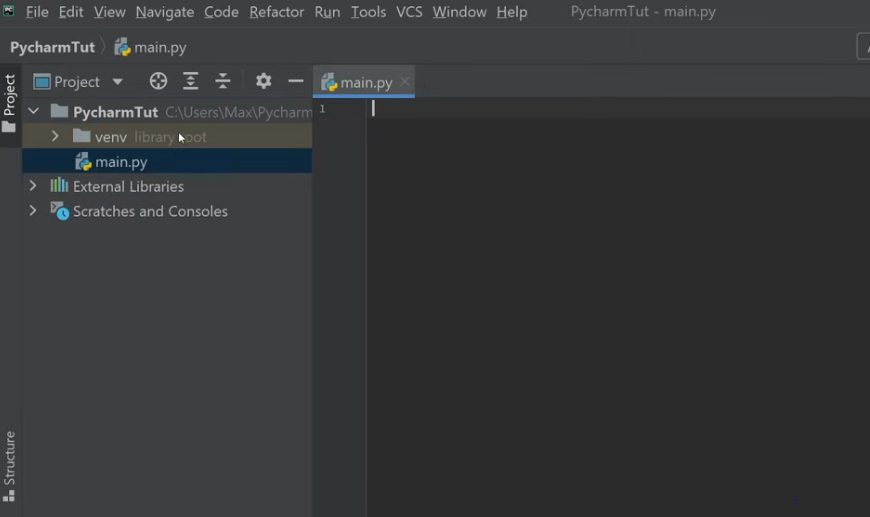 PC File Edit View Navigate Code Refactor Run Tools VCS Window Help PycharmTut - main.py
PycharmTut main.py
Project
Project
main.py
PycharmTut C:\Users\Max\Pycharm
1
venv library root
main.py
External Libraries
Scratches and Consoles
Structure